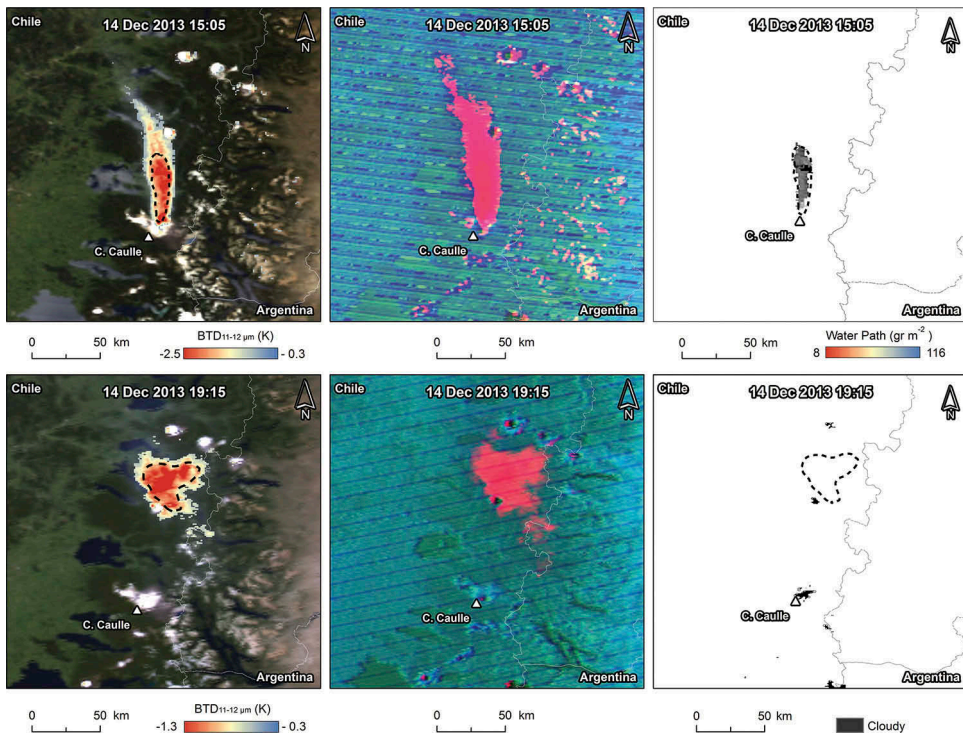 Chile
14 Dec 2013 15:05
N
C. Caulle
Argentina
0 50 km
BTD11-12 µm (K)
-2.5 - 0.3
14 Dec 2013 15:05
N
C. Caulle
Argentina
0 50 km
14 Dec 2013 15:05
N
C. Caulle
Argentina
0 50 km
Water Path (gr m-2)
8 116
Chile
14 Dec 2013 19:15
N
C. Caulle
Argentina
0 50 km
BTD11-12 µm (K)
-1.3 - 0.3
Chile
14 Dec 2013 19:15
N
C. Caulle
Argentina
0 50 km
Chile
14 Dec 2013 19:15
N
C. Caulle
Argentina
0 50 km
Cloudy